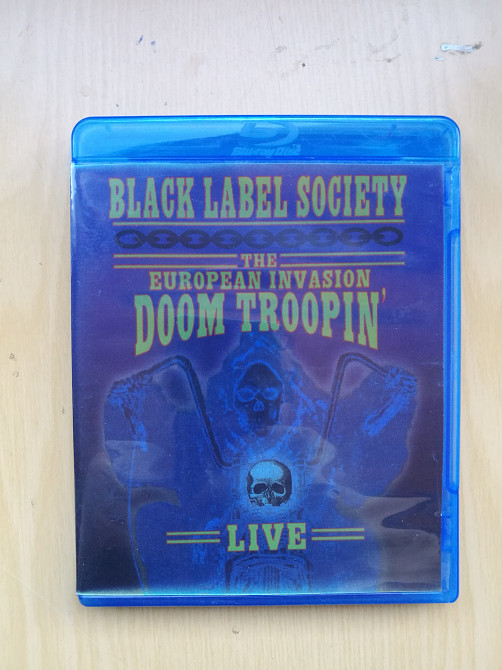 Blu-ray Disc
BLACK LABEL SOCIETY
THE
EUROPEAN INVASION
DOOM TROOPIN'
LIVE